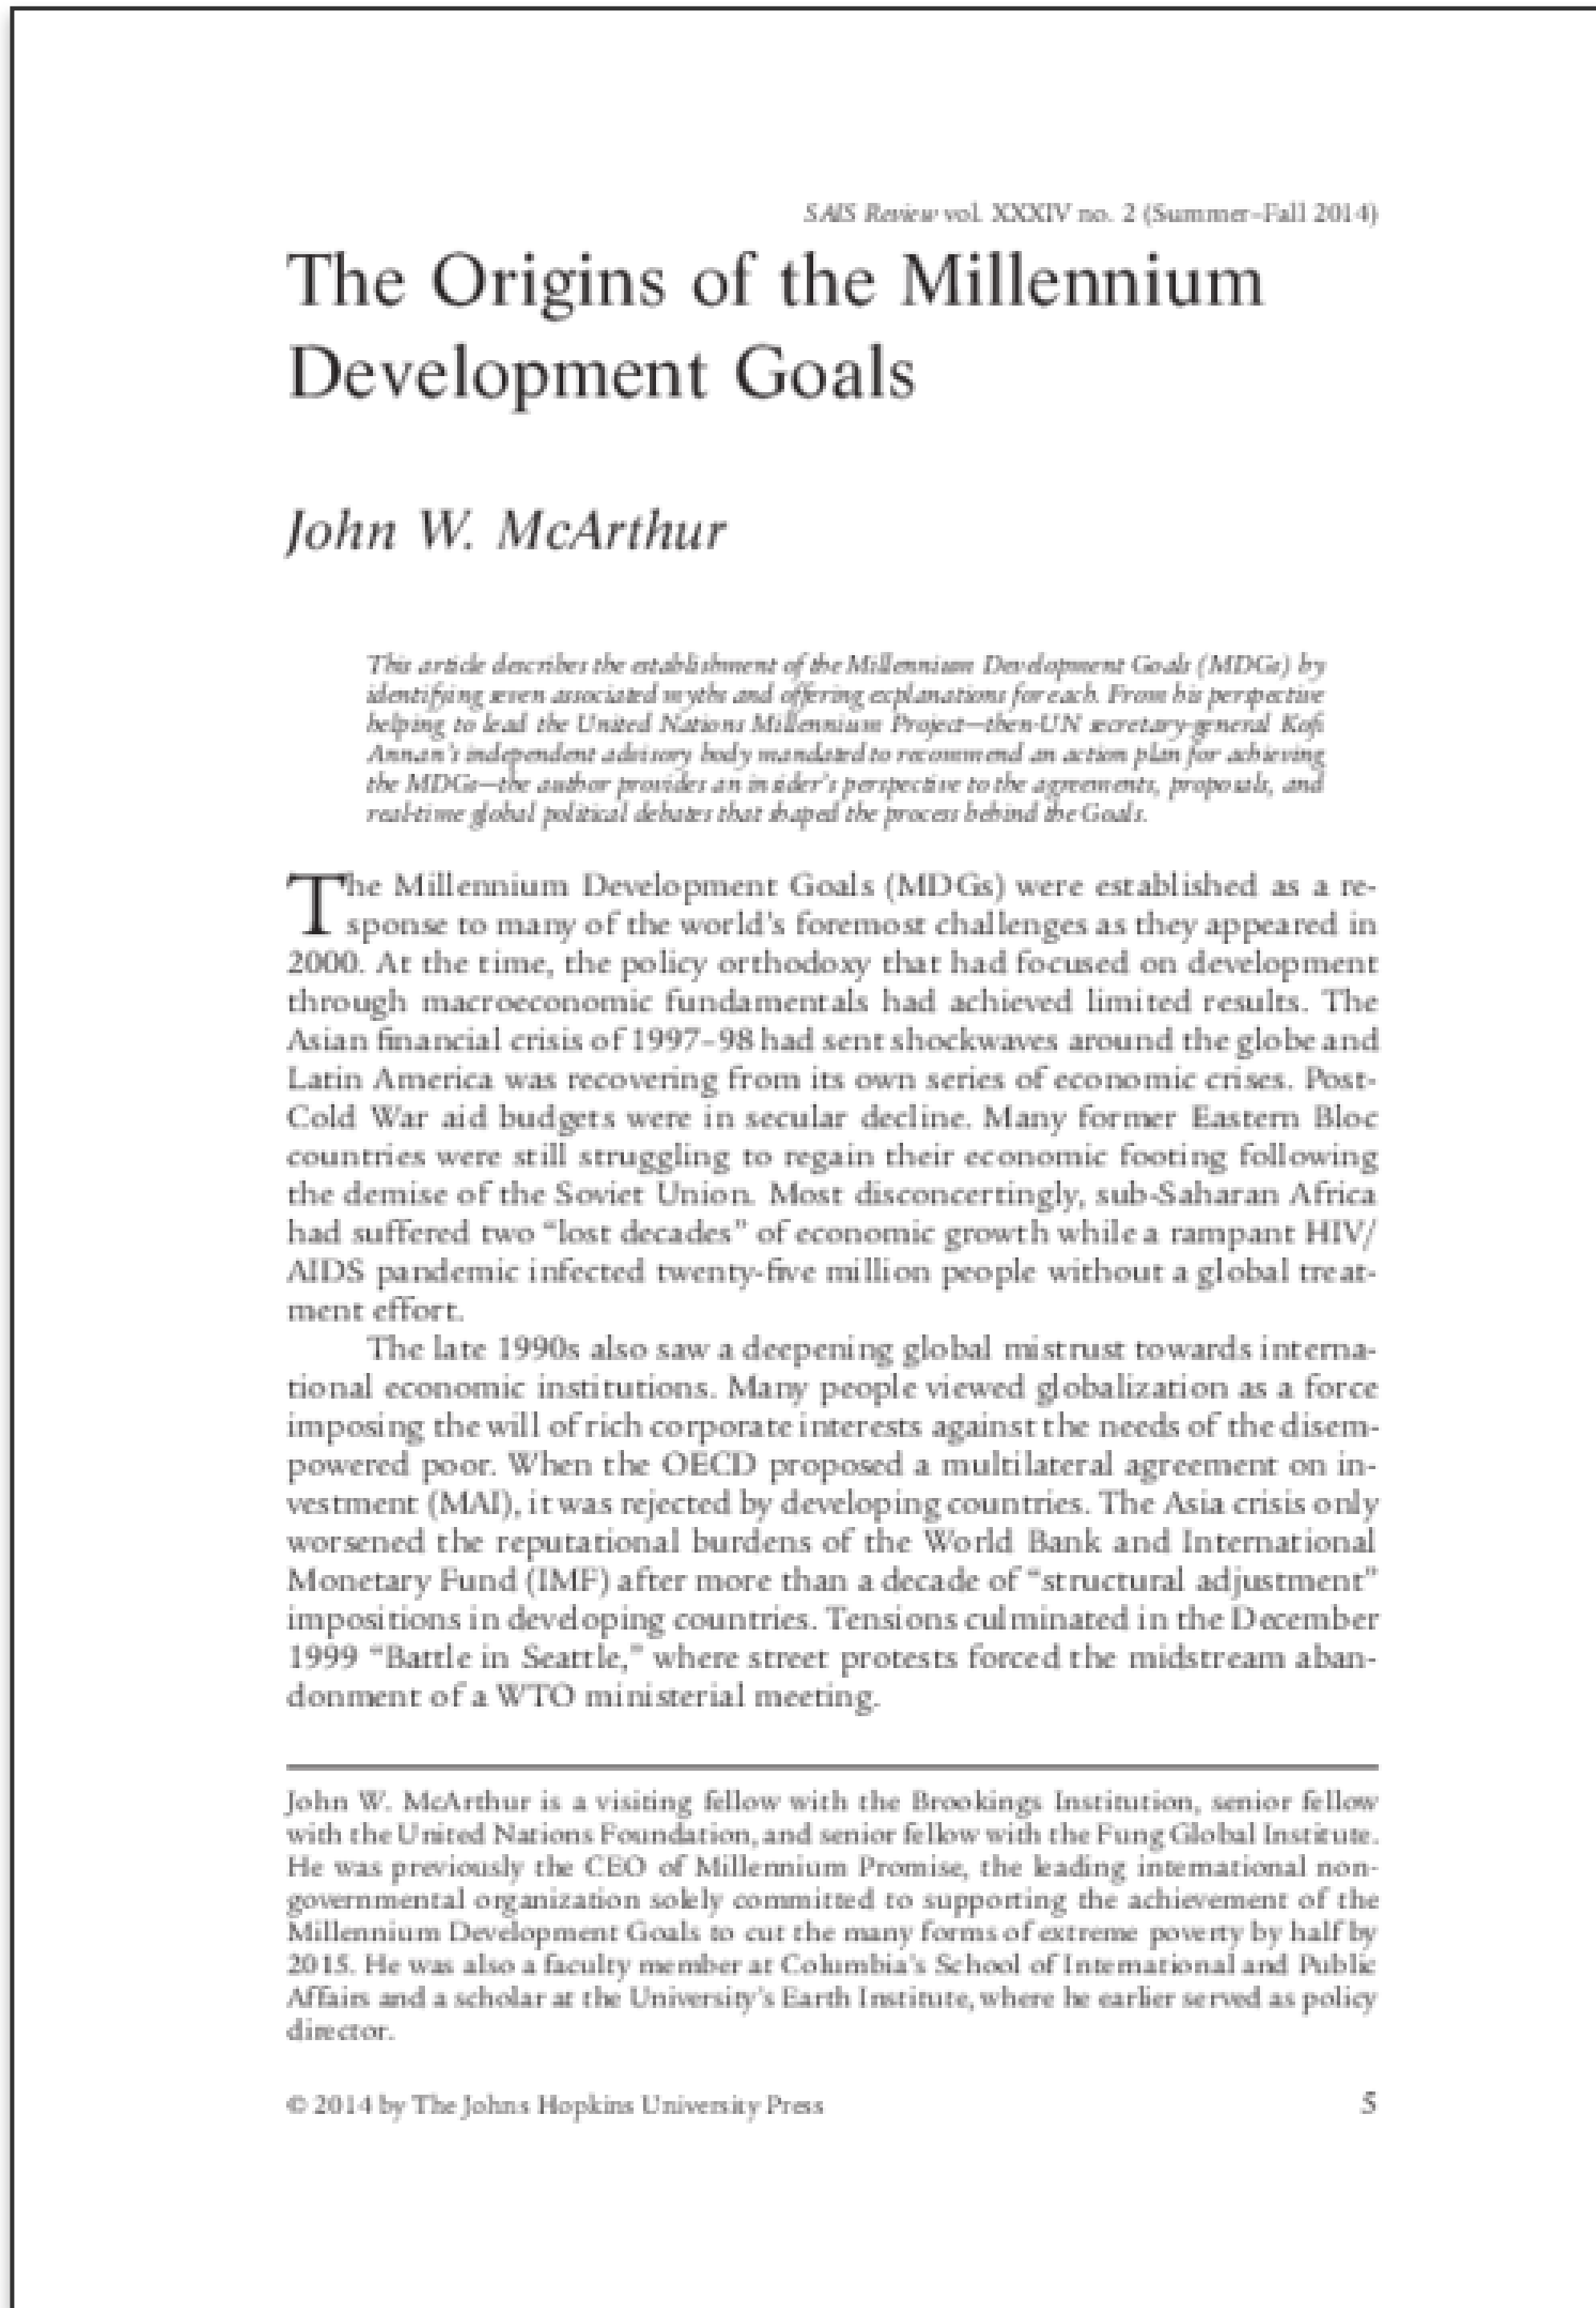 SAIS Review vol. XXXIV no. 2 (Summer–Fall 2014)
The Origins of the Millennium
Development Goals
John W. McArthur
This article describes the establishment of the Millennium Development Goals (MDGs) by
identifying seven associated myths and offering explanations for each. From his perspective
helping to lead the United Nations Millennium Project—then-UN secretary-general Kofi
Annan's independent advisory body mandated to recommend an action plan for achieving
the MDGs—the author provides an insider's perspective to the agreements, proposals, and
real-time global political debates that shaped the process behind the Goals.
The Millennium Development Goals (MDGs) were established as a re-
sponse to many of the world's foremost challenges as they appeared in
2000. At the time, the policy orthodoxy that had focused on development
through macroeconomic fundamentals had achieved limited results. The
Asian financial crisis of 1997–98 had sent shockwaves around the globe and
Latin America was recovering from its own series of economic crises. Post-
Cold War aid budgets were in secular decline. Many former Eastern Bloc
countries were still struggling to regain their economic footing following
the demise of the Soviet Union. Most disconcertingly, sub-Saharan Africa
had suffered two "lost decades" of economic growth while a rampant HIV/
AIDS pandemic infected twenty-five million people without a global treat-
ment effort.
The late 1990s also saw a deepening global mistrust towards interna-
tional economic institutions. Many people viewed globalization as a force
imposing the will of rich corporate interests against the needs of the disem-
powered poor. When the OECD proposed a multilateral agreement on in-
vestment (MAI), it was rejected by developing countries. The Asia crisis only
worsened the reputational burdens of the World Bank and International
Monetary Fund (IMF) after more than a decade of "structural adjustment"
impositions in developing countries. Tensions culminated in the December
1999 "Battle in Seattle," where street protests forced the midstream aban-
donment of a WTO ministerial meeting.
John W. McArthur is a visiting fellow with the Brookings Institution, senior fellow
with the United Nations Foundation, and senior fellow with the Fung Global Institute.
He was previously the CEO of Millennium Promise, the leading international non-
governmental organization solely committed to supporting the achievement of the
Millennium Development Goals to cut the many forms of extreme poverty by half by
2015. He was also a faculty member at Columbia's School of International and Public
Affairs and a scholar at the University's Earth Institute, where he earlier served as policy
director.
© 2014 by The Johns Hopkins University Press
5